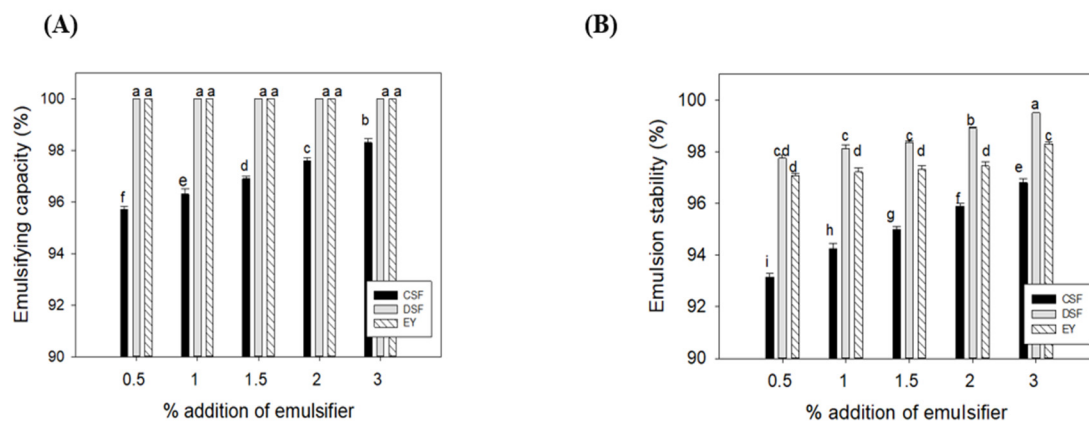 (A)
Emulsifying capacity (%)
100
98
96
94
92
90
f a a
e a a
d a a
c a a
b a a
CSF
DSF
EY
0.5 1 1.5 2 3
% addition of emulsifier
(B)
Emulsion stability (%)
100
98
96
94
92
90
i cd d
h c d
g c d
f b d
e a c
CSF
DSF
EY
0.5 1 1.5 2 3
% addition of emulsifier